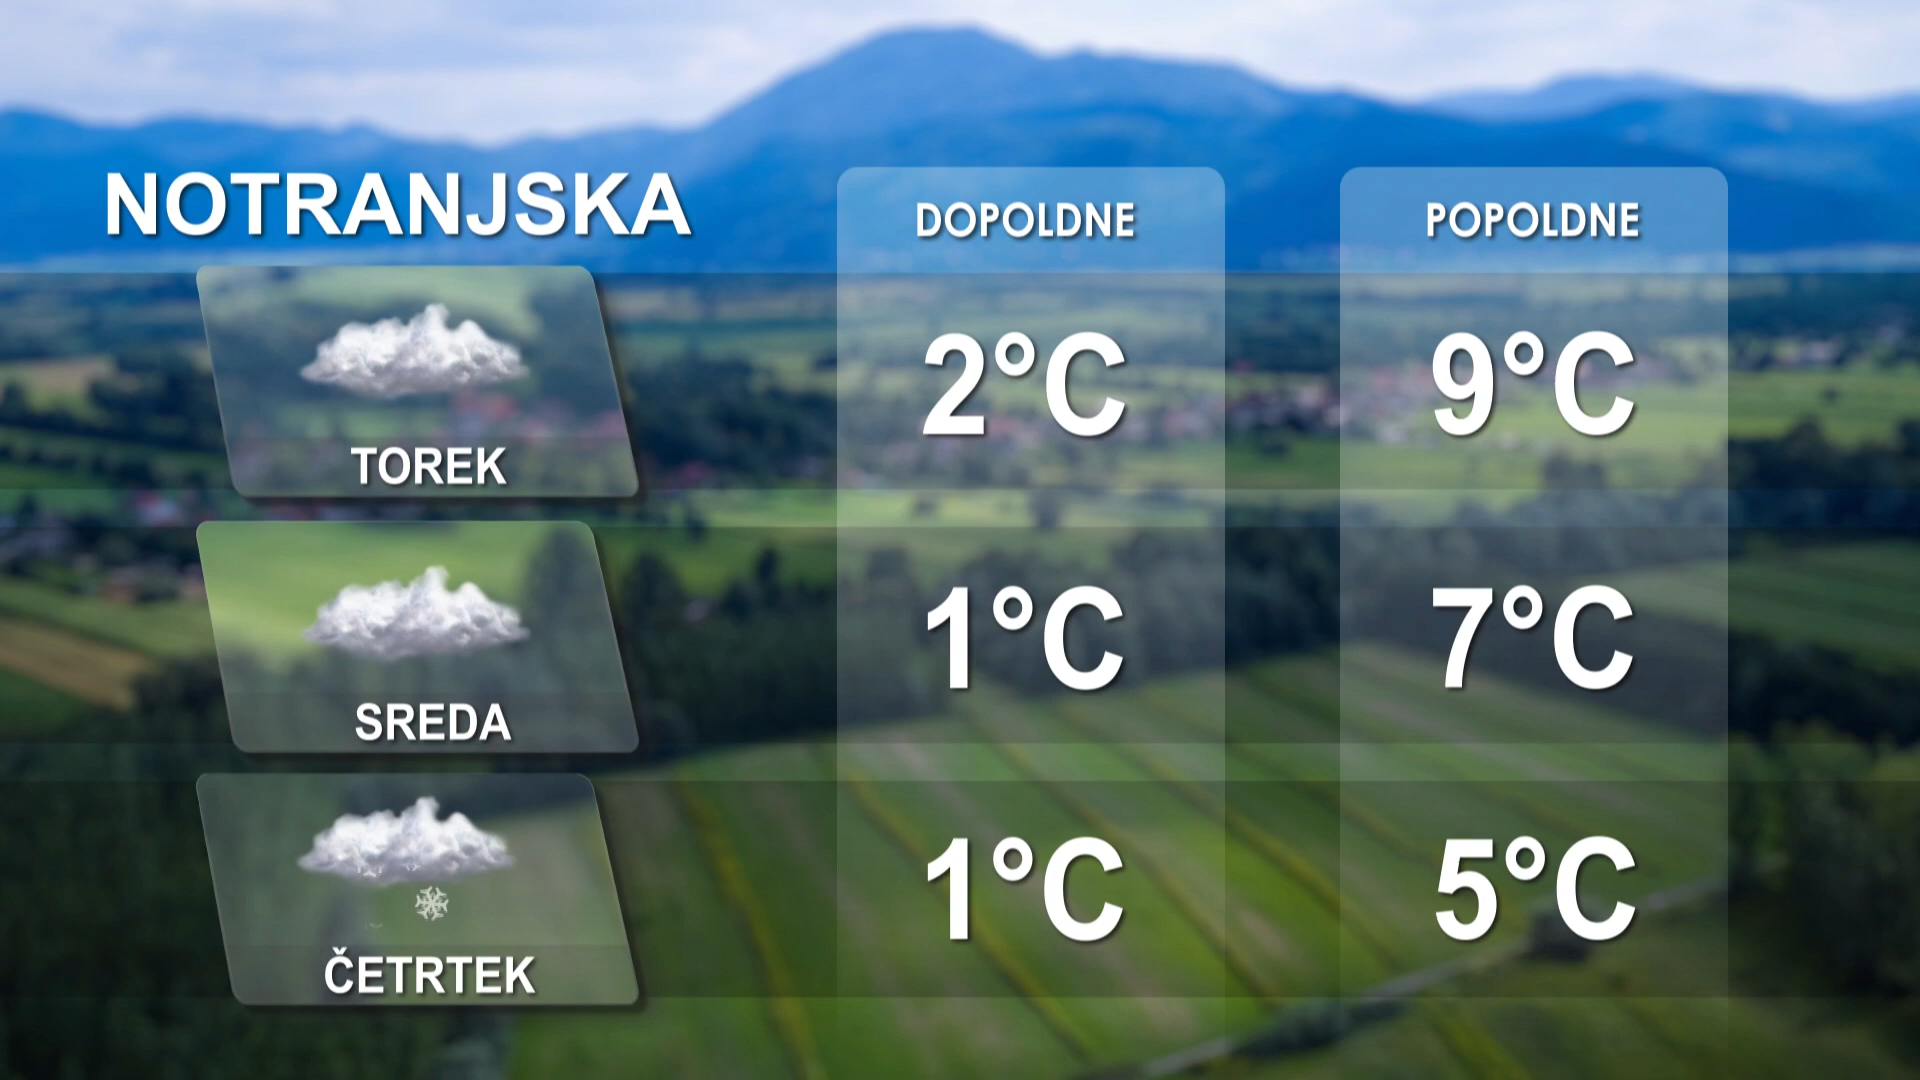 NOTRANJSKA
DOPOLDNE
POPOLDNE
TOREK
2°C
9°C
SREDA
1°C
7°C
ČETRTEK
1°C
5°C